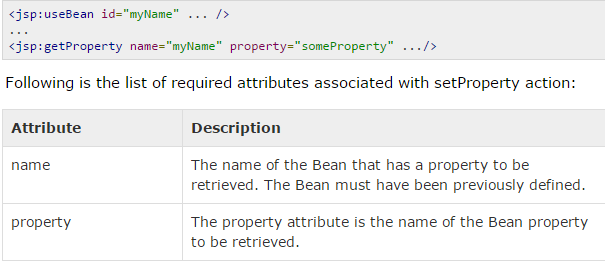 <jsp:useBean id="myName" ... />
...
<jsp:getProperty name="myName" property="someProperty" .../>
Following is the list of required attributes associated with setProperty action:
Attribute Description
name The name of the Bean that has a property to be
retrieved. The Bean must have been previously defined.
property The property attribute is the name of the Bean property
to be retrieved.